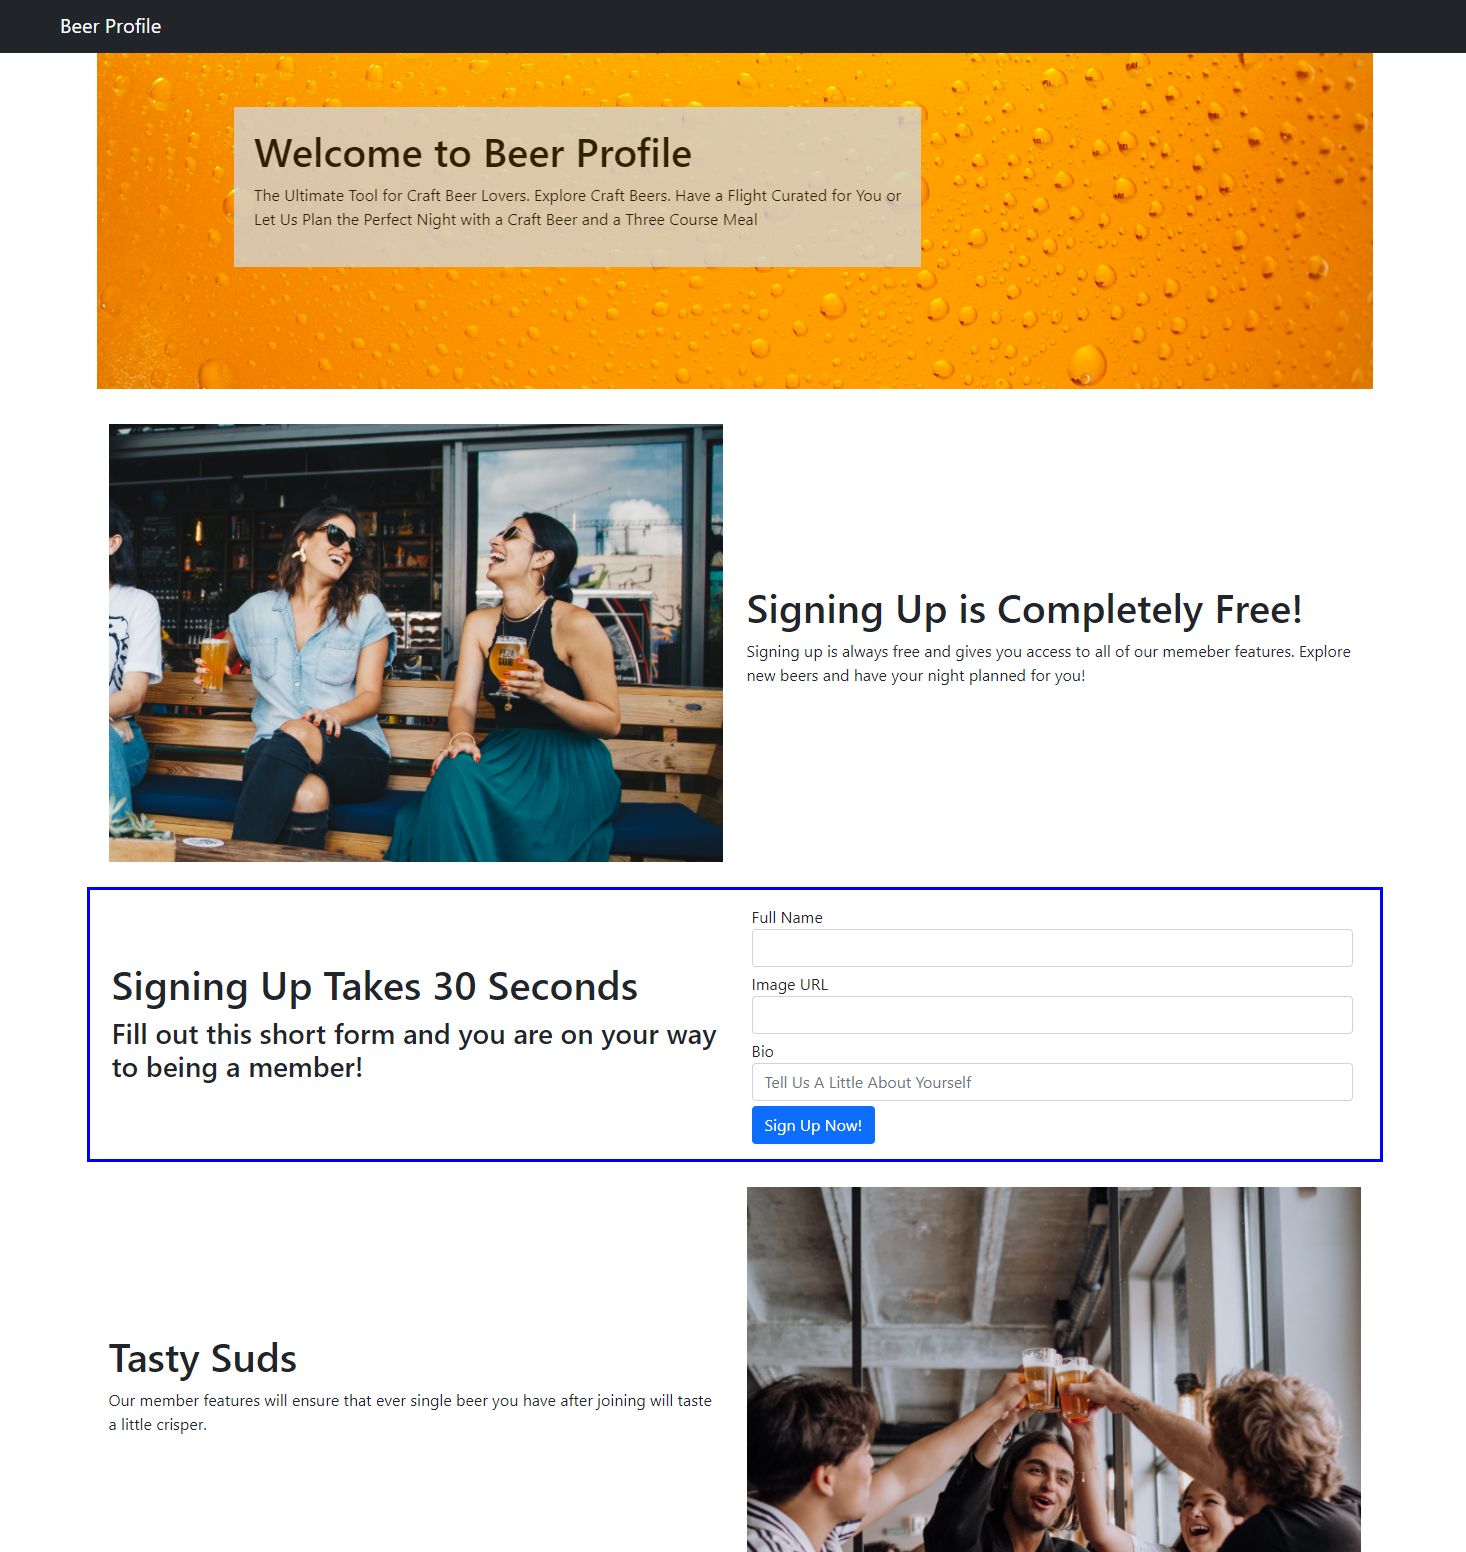 Beer Profile
Welcome to Beer Profile
The Ultimate Tool for Craft Beer Lovers. Explore Craft Beers. Have a Flight Curated for You or
Let Us Plan the Perfect Night with a Craft Beer and a Three Course Meal
Signing Up is Completely Free!
Signing up is always free and gives you access to all of our memeber features. Explore
new beers and have your night planned for you!
Signing Up Takes 30 Seconds
Fill out this short form and you are on your way
to being a member!
Full Name
Image URL
Bio
Tell Us A Little About Yourself
Sign Up Now!
Tasty Suds
Our member features will ensure that ever single beer you have after joining will taste
a little crisper.